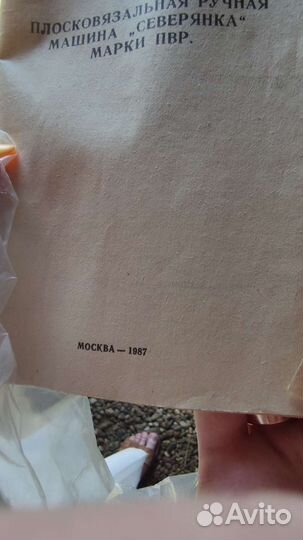 ПЛОСКОВЯЗАЛЬНАЯ РУЧНАЯ
МАШИНА „СЕВЕРЯНКА"
МАРКИ ПВР.
МОСКВА — 1987
Avito